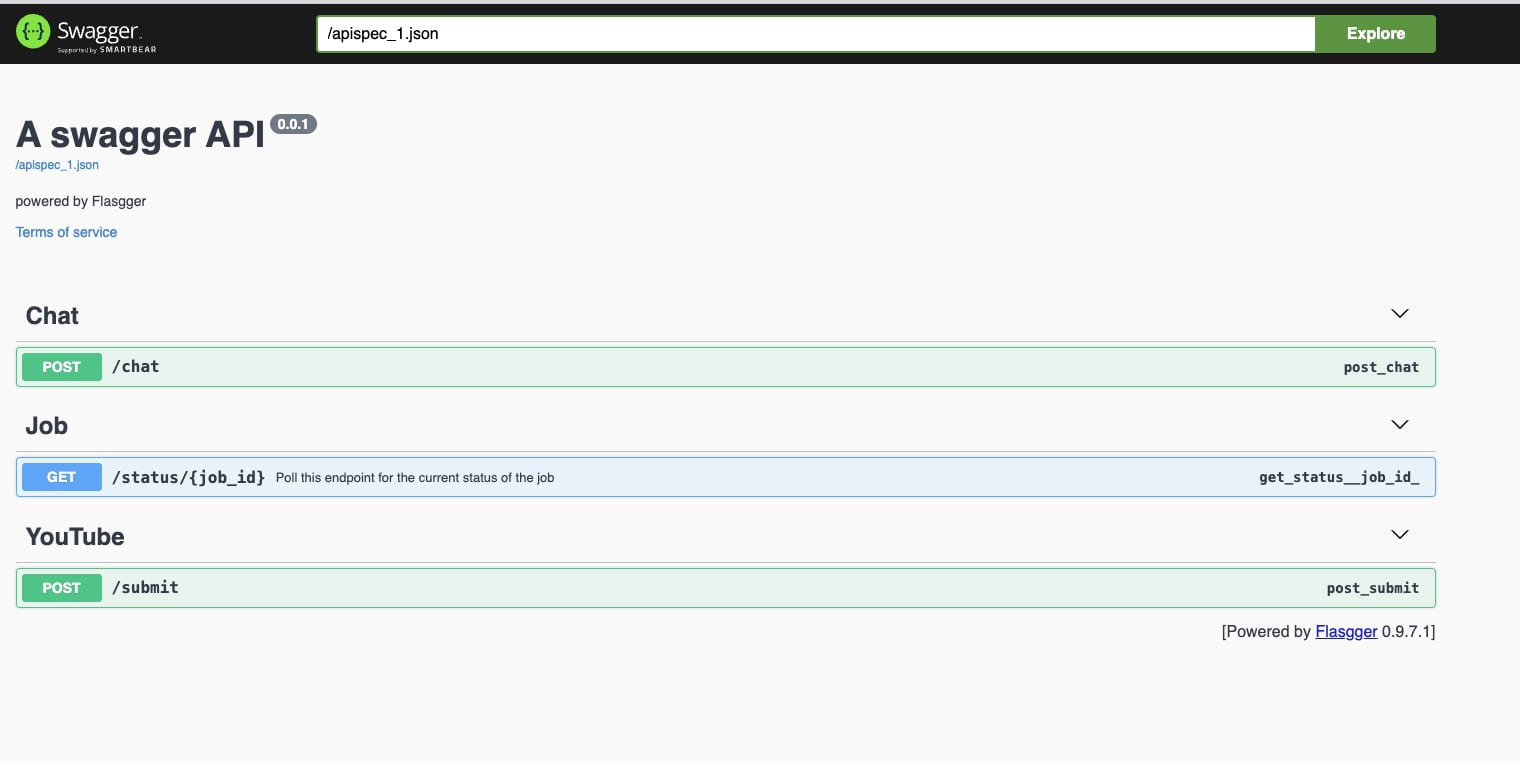 {···} Swagger.
Supported by SMARTBEAR
/apispec_1.json
Explore
A swagger API 0.0.1
/apispec_1.json
powered by Flasgger
Terms of service
Chat
POST /chat post_chat
Job
GET /status/{job_id} Poll this endpoint for the current status of the job get_status__job_id_
YouTube
POST /submit post_submit
[Powered by Flasgger 0.9.7.1]